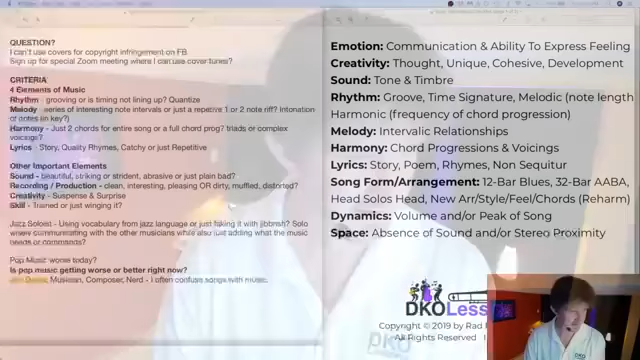 QUESTION?
I can't use covers for copyright infringement on FB
Sign up for special Zoom meeting where I can use cover tunes?
CRITERIA
4 Elements of Music
Rhythm - grooving or is timing not lining up? Quantize
Melody - series of interesting note intervals or just a repetitive 1 or 2 note riff? Intonation
of notes (in key?)
Harmony - Just 2 chords for entire song or a full chord prog? triads or complex
voicings?
Lyrics - Story, Quality Rhymes, Catchy or just Repetitive
Other Important Elements
Sound - beautiful, striking or strident, abrasive or just plain bad?
Recording / Production - clean, interesting, pleasing OR dirty, muffled, distorted?
Creativity - Suspense & Surprise
Skill - Trained or just winging it?
Jazz Soloist - Using vocabulary from jazz language or just faking it with jibbrish? Solo
where communicating with the other musicians while also just adding what the music
needs or commands?
Pop Music worse today?
Is pop music getting worse or better right now?
Musician, Composer, Nerd - I often confuse songs with music.
Emotion: Communication & Ability To Express Feeling
Creativity: Thought, Unique, Cohesive, Development
Sound: Tone & Timbre
Rhythm: Groove, Time Signature, Melodic (note length
Harmonic (frequency of chord progression)
Melody: Intervalic Relationships
Harmony: Chord Progressions & Voicings
Lyrics: Story, Poem, Rhymes, Non Sequitur
Song Form/Arrangement: 12-Bar Blues, 32-Bar AABA,
Head Solos Head, New Arr/Style/Feel/Chords (Reharm)
Dynamics: Volume and/or Peak of Song
Space: Absence of Sound and/or Stereo Proximity
DKOLess
Copyright © 2019 by Rad
All Rights Reserved